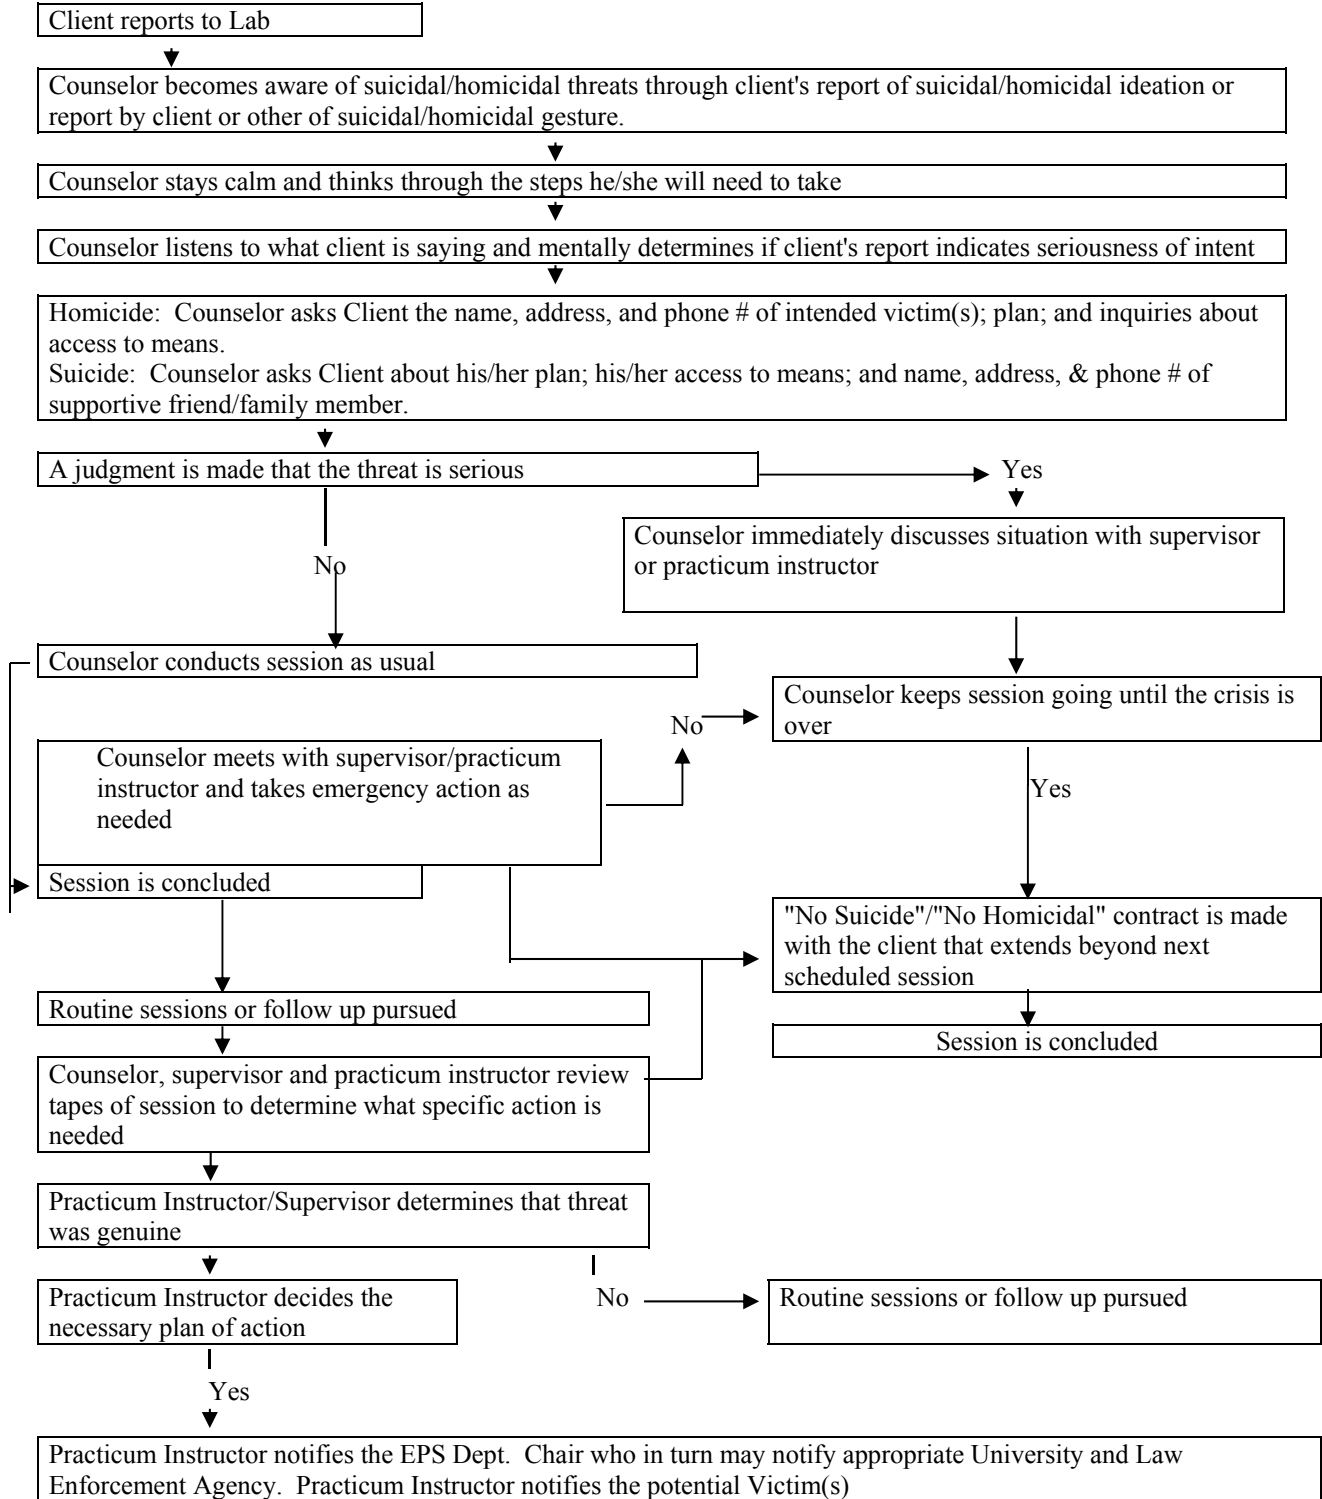 Client reports to Lab
Counselor becomes aware of suicidal/homicidal threats through client's report of suicidal/homicidal ideation or
report by client or other of suicidal/homicidal gesture.
Counselor stays calm and thinks through the steps he/she will need to take
Counselor listens to what client is saying and mentally determines if client's report indicates seriousness of intent
Homicide:  Counselor asks Client the name, address, and phone # of intended victim(s); plan; and inquiries about
access to means.
Suicide:  Counselor asks Client about his/her plan; his/her access to means; and name, address, & phone # of
supportive friend/family member.
A judgment is made that the threat is serious
Yes
Counselor immediately discusses situation with supervisor
or practicum instructor
No
Counselor conducts session as usual
Counselor keeps session going until the crisis is
over
No
Counselor meets with supervisor/practicum
instructor and takes emergency action as
needed
Yes
Session is concluded
"No Suicide"/"No Homicidal" contract is made
with the client that extends beyond next
scheduled session
Routine sessions or follow up pursued
Session is concluded
Counselor, supervisor and practicum instructor review
tapes of session to determine what specific action is
needed
Practicum Instructor/Supervisor determines that threat
was genuine
Practicum Instructor decides the
necessary plan of action
No
Routine sessions or follow up pursued
Yes
Practicum Instructor notifies the EPS Dept.  Chair who in turn may notify appropriate University and Law
Enforcement Agency.  Practicum Instructor notifies the potential Victim(s)